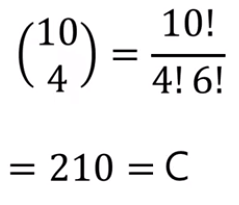 (10 4) = 10! / 4! 6!
= 210 = C